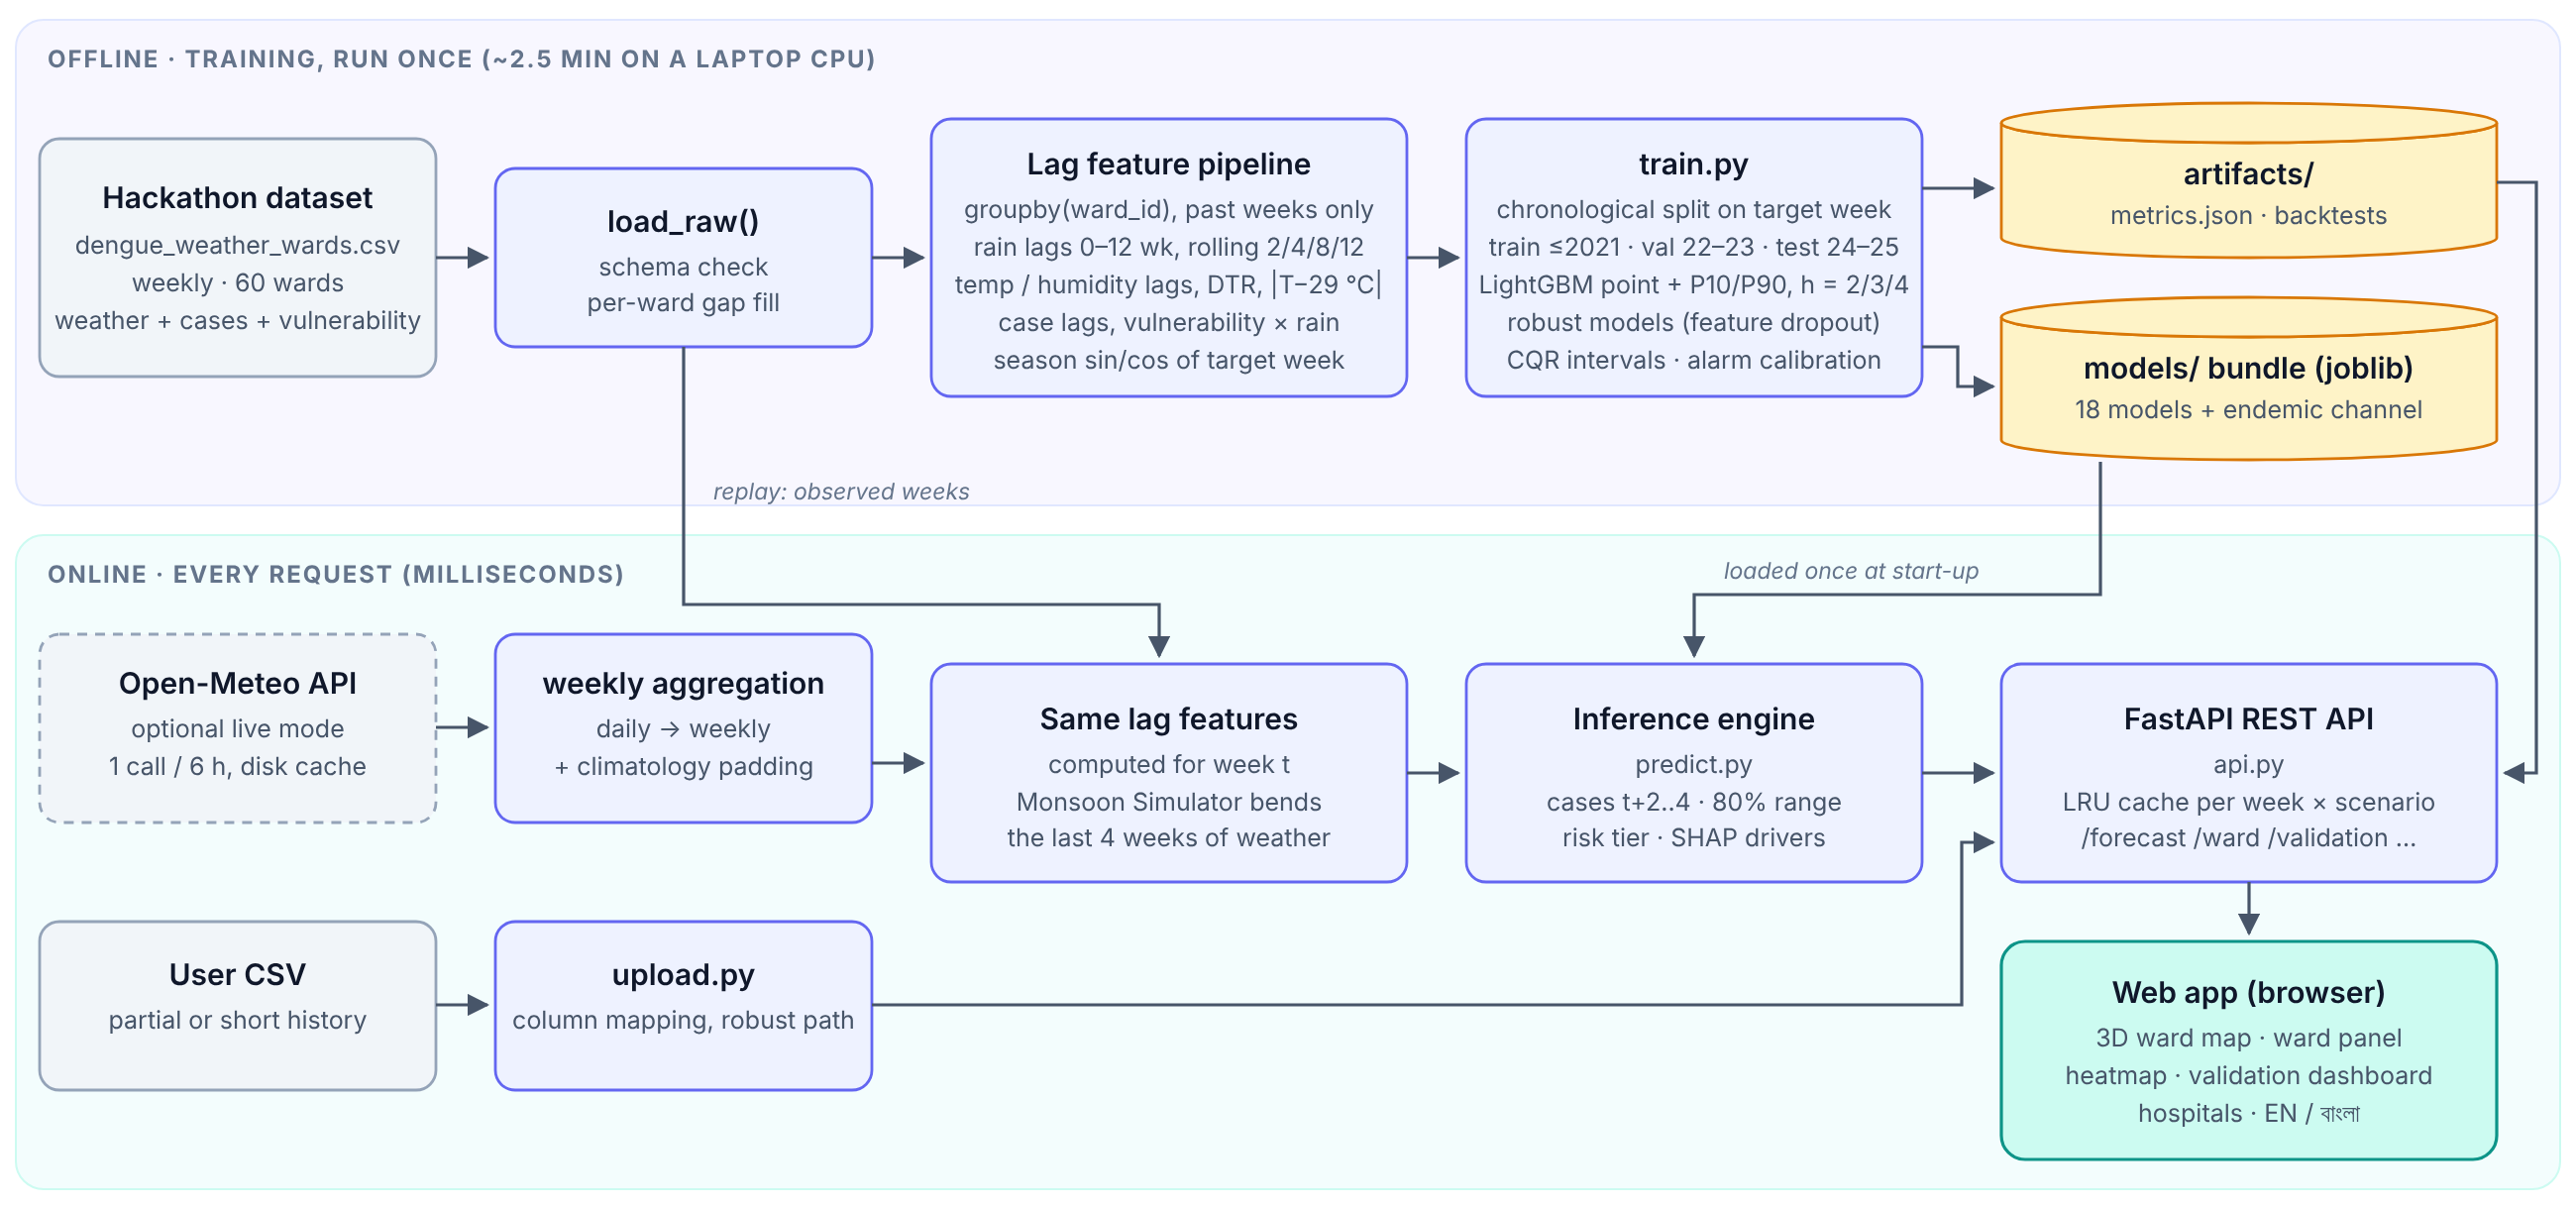 OFFLINE · TRAINING, RUN ONCE (~2.5 MIN ON A LAPTOP CPU)
Hackathon dataset
dengue_weather_wards.csv
weekly · 60 wards
weather + cases + vulnerability
load_raw()
schema check
per-ward gap fill
Lag feature pipeline
groupby(ward_id), past weeks only
rain lags 0–12 wk, rolling 2/4/8/12
temp / humidity lags, DTR, |T−29 °C|
case lags, vulnerability × rain
season sin/cos of target week
train.py
chronological split on target week
train ≤2021 · val 22–23 · test 24–25
LightGBM point + P10/P90, h = 2/3/4
robust models (feature dropout)
CQR intervals · alarm calibration
artifacts/
metrics.json · backtests
models/ bundle (joblib)
18 models + endemic channel
replay: observed weeks
ONLINE · EVERY REQUEST (MILLISECONDS)
loaded once at start-up
Open-Meteo API
optional live mode
1 call / 6 h, disk cache
weekly aggregation
daily → weekly
+ climatology padding
Same lag features
computed for week t
Monsoon Simulator bends
the last 4 weeks of weather
Inference engine
predict.py
cases t+2..4 · 80% range
risk tier · SHAP drivers
FastAPI REST API
api.py
LRU cache per week × scenario
/forecast /ward /validation ...
User CSV
partial or short history
upload.py
column mapping, robust path
Web app (browser)
3D ward map · ward panel
heatmap · validation dashboard
hospitals · EN / বাংলা